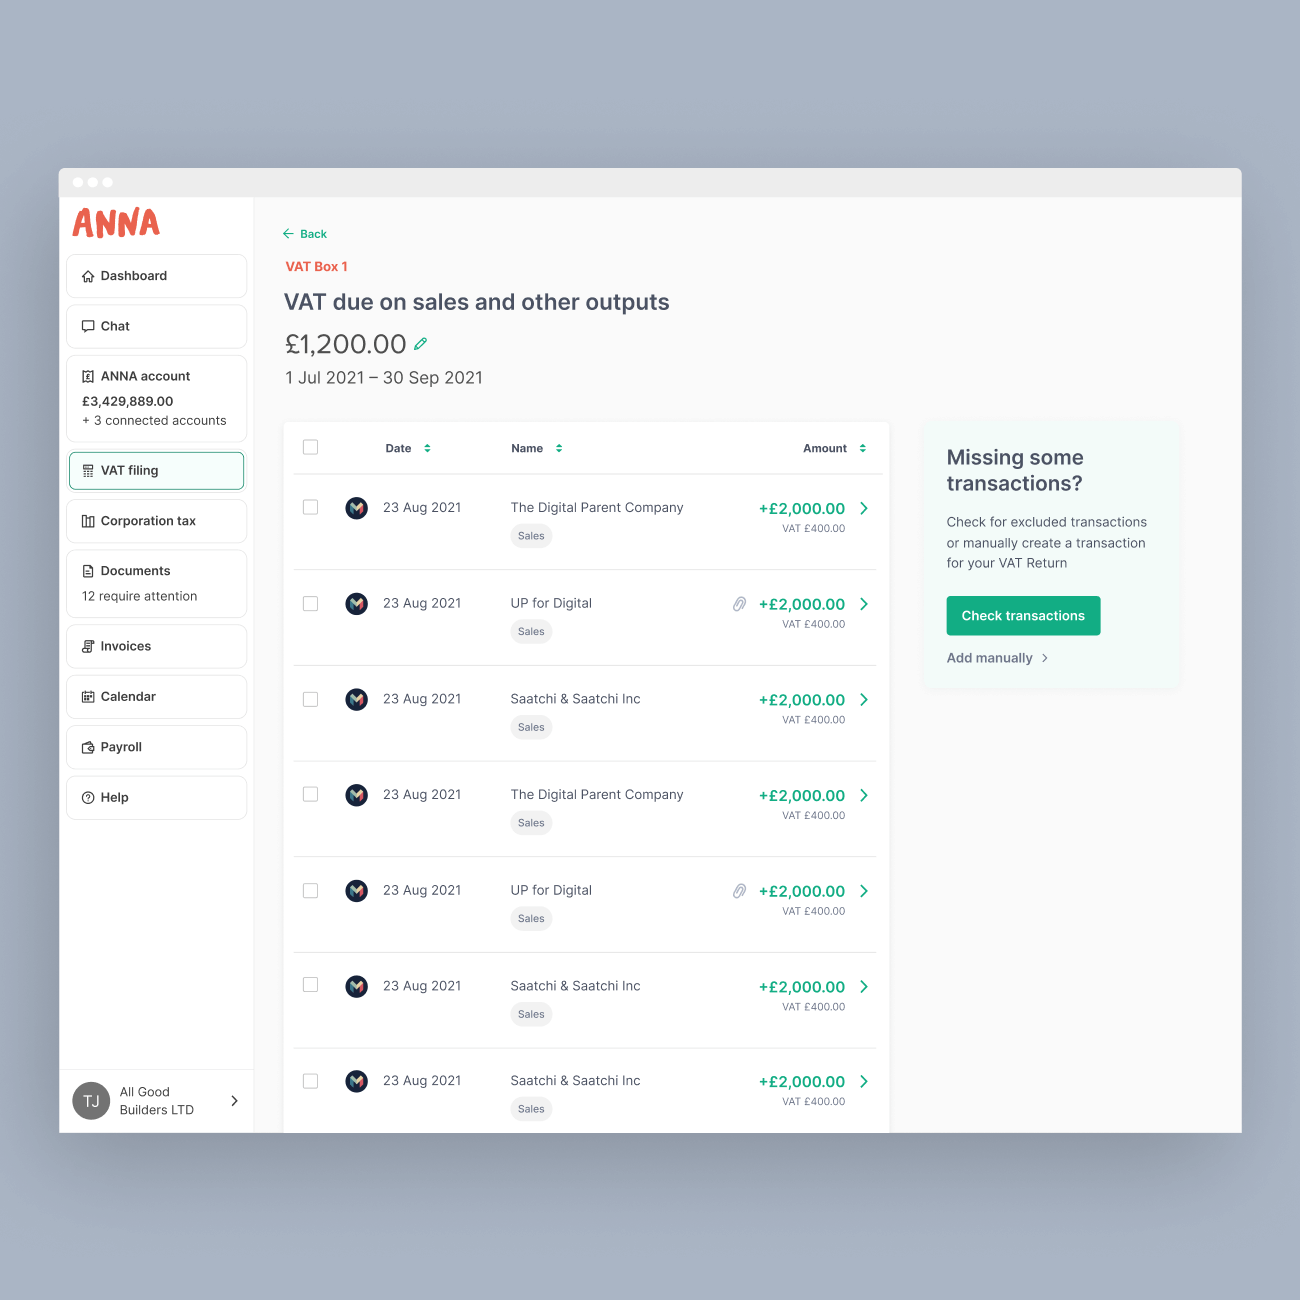 ANNA
Dashboard
Chat
ANNA account
£3,429,889.00
+ 3 connected accounts
VAT filing
Corporation tax
Documents
12 require attention
Invoices
Calendar
Payroll
Help
TJ
All Good
Builders LTD
Back
VAT Box 1
VAT due on sales and other outputs
£1,200.00
1 Jul 2021 – 30 Sep 2021
Date Name Amount
23 Aug 2021 The Digital Parent Company +£2,000.00
Sales VAT £400.00
23 Aug 2021 UP for Digital +£2,000.00
Sales VAT £400.00
23 Aug 2021 Saatchi & Saatchi Inc +£2,000.00
Sales VAT £400.00
23 Aug 2021 The Digital Parent Company +£2,000.00
Sales VAT £400.00
23 Aug 2021 UP for Digital +£2,000.00
Sales VAT £400.00
23 Aug 2021 Saatchi & Saatchi Inc +£2,000.00
Sales VAT £400.00
23 Aug 2021 Saatchi & Saatchi Inc +£2,000.00
Sales VAT £400.00
Missing some
transactions?
Check for excluded transactions
or manually create a transaction
for your VAT Return
Check transactions
Add manually